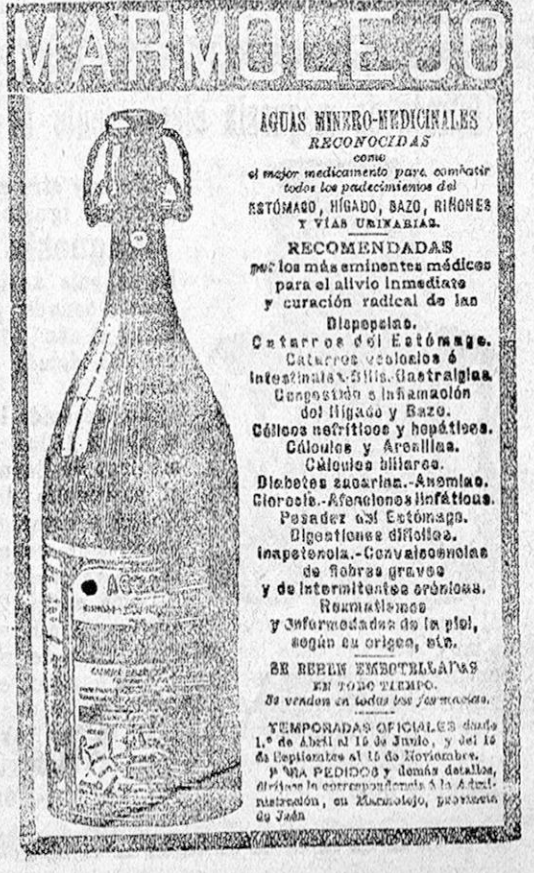 MARMOLEJO
AGUAS MINERO-MEDICINALES
RECONOCIDAS
como
el mejor medicamento para combatir
todos los padecimientos del
ESTÓMAGO, HÍGADO, BAZO, RIÑONES
Y VÍAS URINARIAS.
RECOMENDADAS
por los más eminentes médicos
para el alivio inmediato
y curación radical de las
Dispepsias.
Catarros del Estómago.
Catarros vesicales ó
intestinales-Bilis.-Gastralgias.
Congestión é inflamación
del Hígado y Bazo.
Cólicos nefríticos y hepáticos.
Cálculos y Arenillas.
Cálculos biliares.
Diabetes sacarina.-Anemias.
Clorosis.-Afecciones linfáticas.
Pesadez del Estómago.
Digestiones difíciles.
Inapetencia.-Convalecencias
de fiebres graves
y de intermitentes crónicas.
Reumatismos
y Enfermedades de la piel,
según su origen, etc.
SE BEBEN EMBOTELLADAS
EN TODO TIEMPO.
Se venden en todas las farmacias.
TEMPORADAS OFICIALES desde
1.º de Abril al 15 de Junio, y del 15
de Septiembre al 15 de Noviembre.
PARA PEDIDOS y demás detalles,
diríjase la correspondencia á la Admi-
nistración, en Marmolejo, provincia
de Jaén